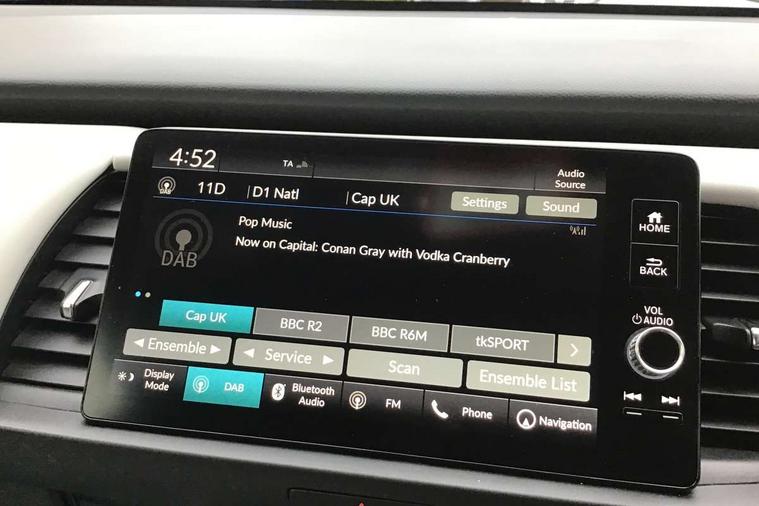 4:52
TA
Audio
Source
DAB
11D
D1 Natl
Cap UK
Settings
Sound
HOME
Pop Music
Now on Capital: Conan Gray with Vodka Cranberry
DAB
BACK
VOL
AUDIO
Cap UK
BBC R2
BBC R6M
tkSPORT
Ensemble
Service
Scan
Ensemble List
Display
Mode
DAB
Bluetooth
Audio
FM
Phone
Navigation